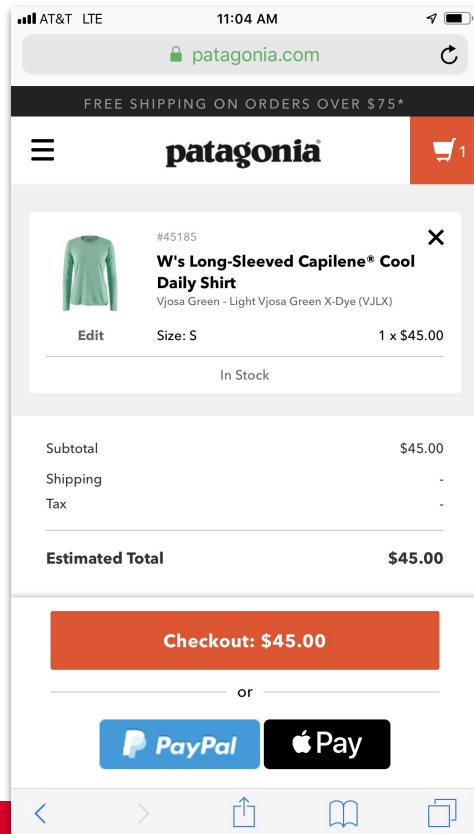 AT&T LTE 11:04 AM
patagonia.com
FREE SHIPPING ON ORDERS OVER $75*
patagonia® 1
#45185
W's Long-Sleeved Capilene® Cool
Daily Shirt
Vjosa Green - Light Vjosa Green X-Dye (VJLX)
Edit Size: S 1 x $45.00
In Stock
Subtotal $45.00
Shipping -
Tax -
Estimated Total $45.00
Checkout: $45.00
or
PayPal Pay